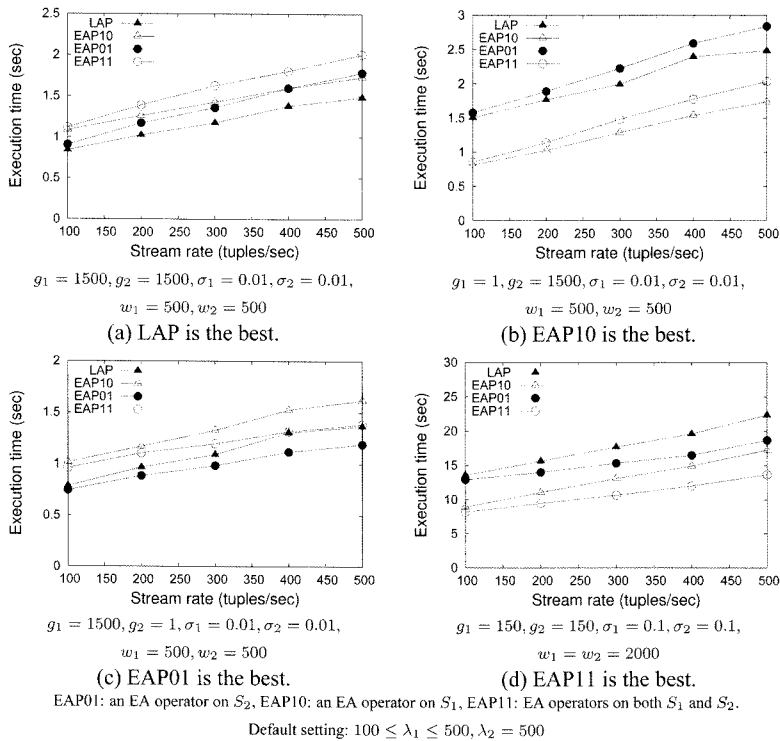 2.5
2
1.5
1
0.5
0
Execution time (sec)
LAP
EAP10
EAP01
EAP11
100 150 200 250 300 350 400 450 500
Stream rate (tuples/sec)
g₁ = 1500, g₂ = 1500, σ₁ = 0.01, σ₂ = 0.01,
w₁ = 500, w₂ = 500
(a) LAP is the best.
3
2.5
2
1.5
1
0.5
0
Execution time (sec)
LAP
EAP10
EAP01
EAP11
100 150 200 250 300 350 400 450 500
Stream rate (tuples/sec)
g₁ = 1, g₂ = 1500, σ₁ = 0.01, σ₂ = 0.01,
w₁ = 500, w₂ = 500
(b) EAP10 is the best.
2
1.5
1
0.5
0
Execution time (sec)
LAP
EAP10
EAP01
EAP11
100 150 200 250 300 350 400 450 500
Stream rate (tuples/sec)
g₁ = 1500, g₂ = 1, σ₁ = 0.01, σ₂ = 0.01,
w₁ = 500, w₂ = 500
(c) EAP01 is the best.
30
25
20
15
10
5
0
Execution time (sec)
LAP
EAP10
EAP01
EAP11
100 150 200 250 300 350 400 450 500
Stream rate (tuples/sec)
g₁ = 150, g₂ = 150, σ₁ = 0.1, σ₂ = 0.1,
w₁ = w₂ = 2000
(d) EAP11 is the best.
EAP01: an EA operator on S₂, EAP10: an EA operator on S₁, EAP11: EA operators on both S₁ and S₂.
Default setting: 100 ≤ λ₁ ≤ 500, λ₂ = 500